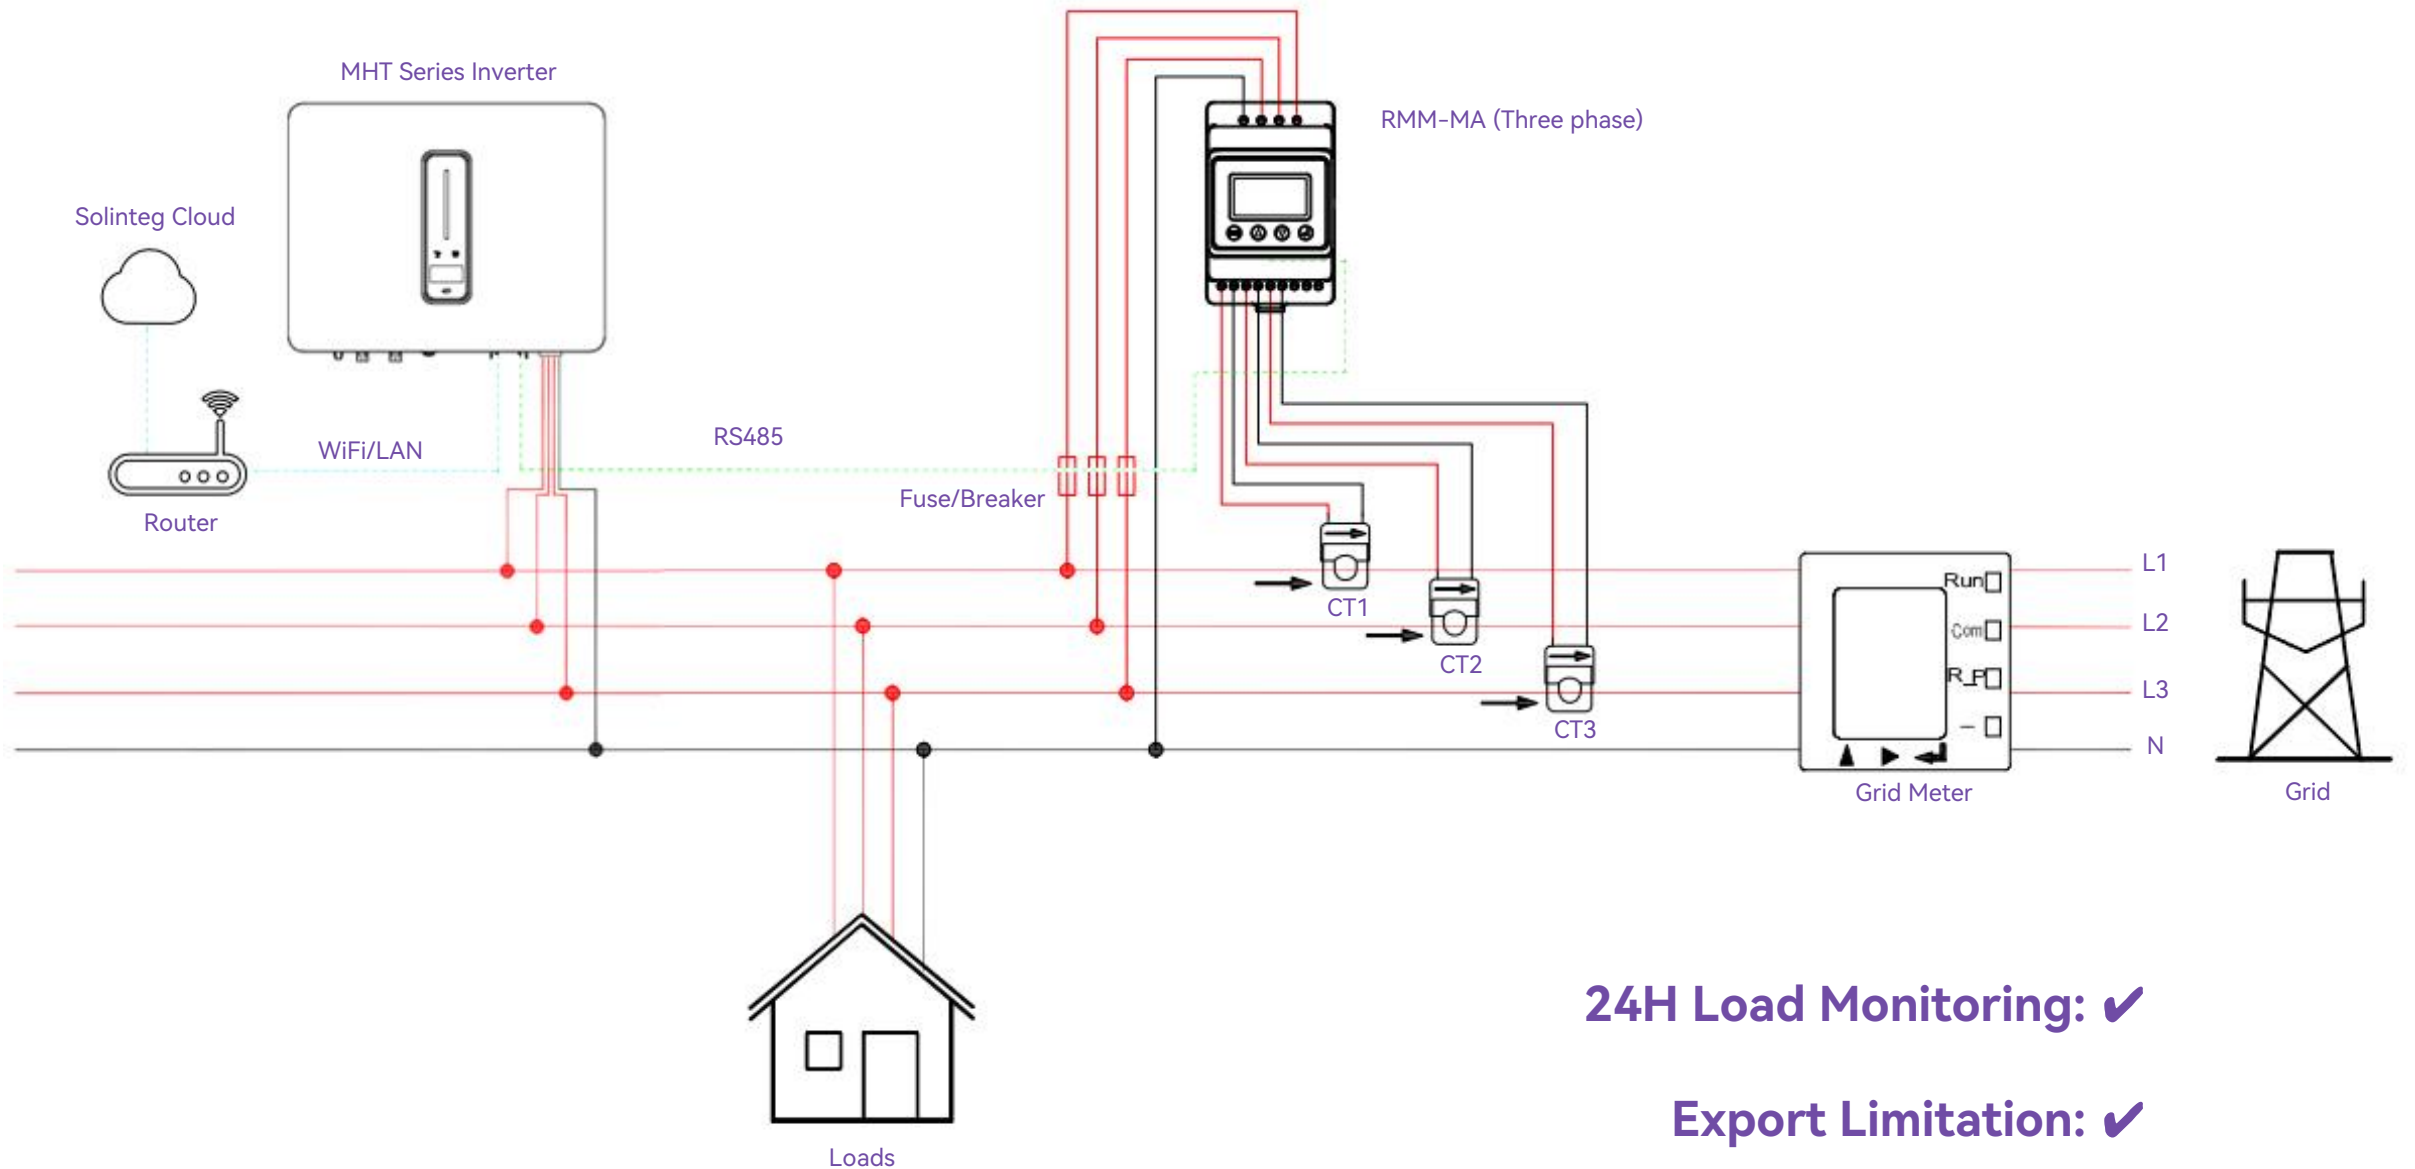 MHT Series Inverter
RMM-MA (Three phase)
Solinteg Cloud
WiFi/LAN
RS485
Fuse/Breaker
Router
CT1
CT2
CT3
Run
Com
R_P
L1
L2
L3
N
Grid Meter
Grid
24H Load Monitoring: ✔
Export Limitation: ✔
Loads